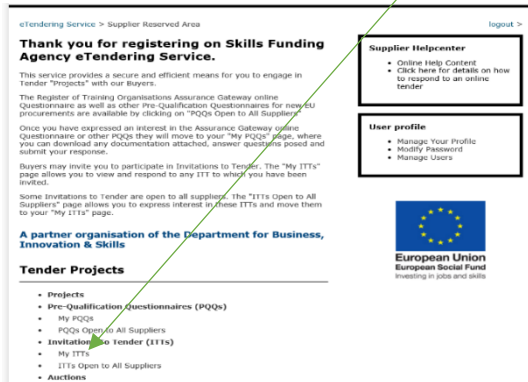 eTendering Service > Supplier Reserved Area
logout >
Thank you for registering on Skills Funding
Agency eTendering Service.
This service provides a secure and efficient means for you to engage in
Tender "Projects" with our Buyers.
The Register of Training Organisations Assurance Gateway online
Questionnaire as well as other Pre-Qualification Questionnaires for new EU
procurements are available by clicking on "PQQs Open to All Suppliers"
Once you have expressed an interest in the Assurance Gateway online
Questionnaire or other PQQs they will move to your "My PQQs" page, where
you can download any documentation attached, answer questions posed and
submit your response.
Buyers may invite you to participate in Invitations to Tender. The "My ITTs"
page allows you to view and respond to any ITT to which you have been
invited.
Some Invitations to Tender are open to all suppliers. The "ITTs Open to All
Suppliers" page allows you to express interest in these ITTs and move them
to your "My ITTs" page.
A partner organisation of the Department for Business,
Innovation & Skills
Tender Projects
Projects
Pre-Qualification Questionnaires (PQQs)
My PQQs
PQQs Open to All Suppliers
Invitations to Tender (ITTs)
My ITTs
ITTs Open to All Suppliers
Auctions
Supplier Helpcenter
Online Help Content
Click here for details on how
to respond to an online
tender
User profile
Manage Your Profile
Modify Password
Manage Users
European Union
European Social Fund
Investing in jobs and skills